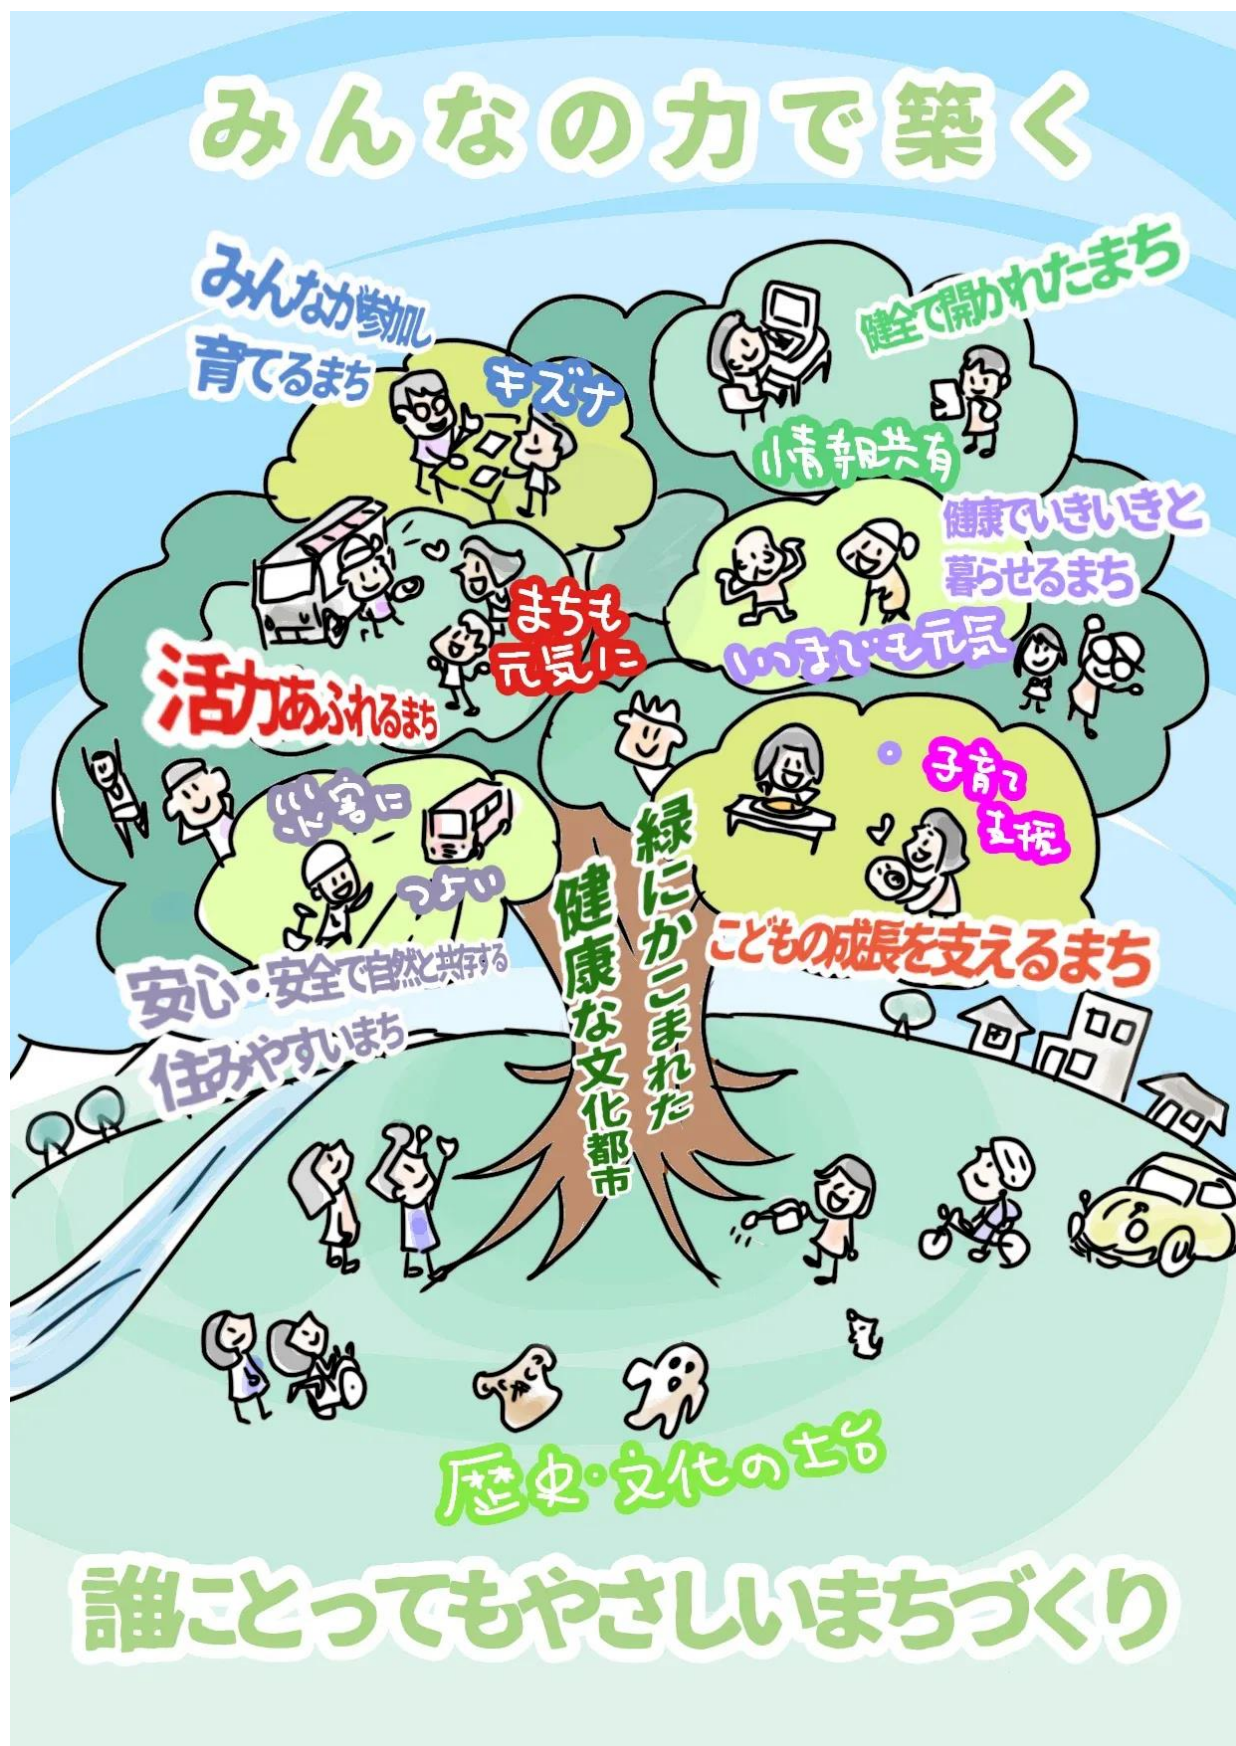 みんなの力で築く
みんなが参加し
育てるまち
キズナ
健全で開かれたまち
情報共有
健康でいきいきと
暮らせるまち
いつまでも元気
まちも
元気に
活力あふれるまち
災害に
つよい
安心・安全で自然と共存する
住みやすいまち
子育て
支援
こどもの成長を支えるまち
緑にかこまれた
健康な文化都市
歴史・文化の土台
誰にとってもやさしいまちづくり